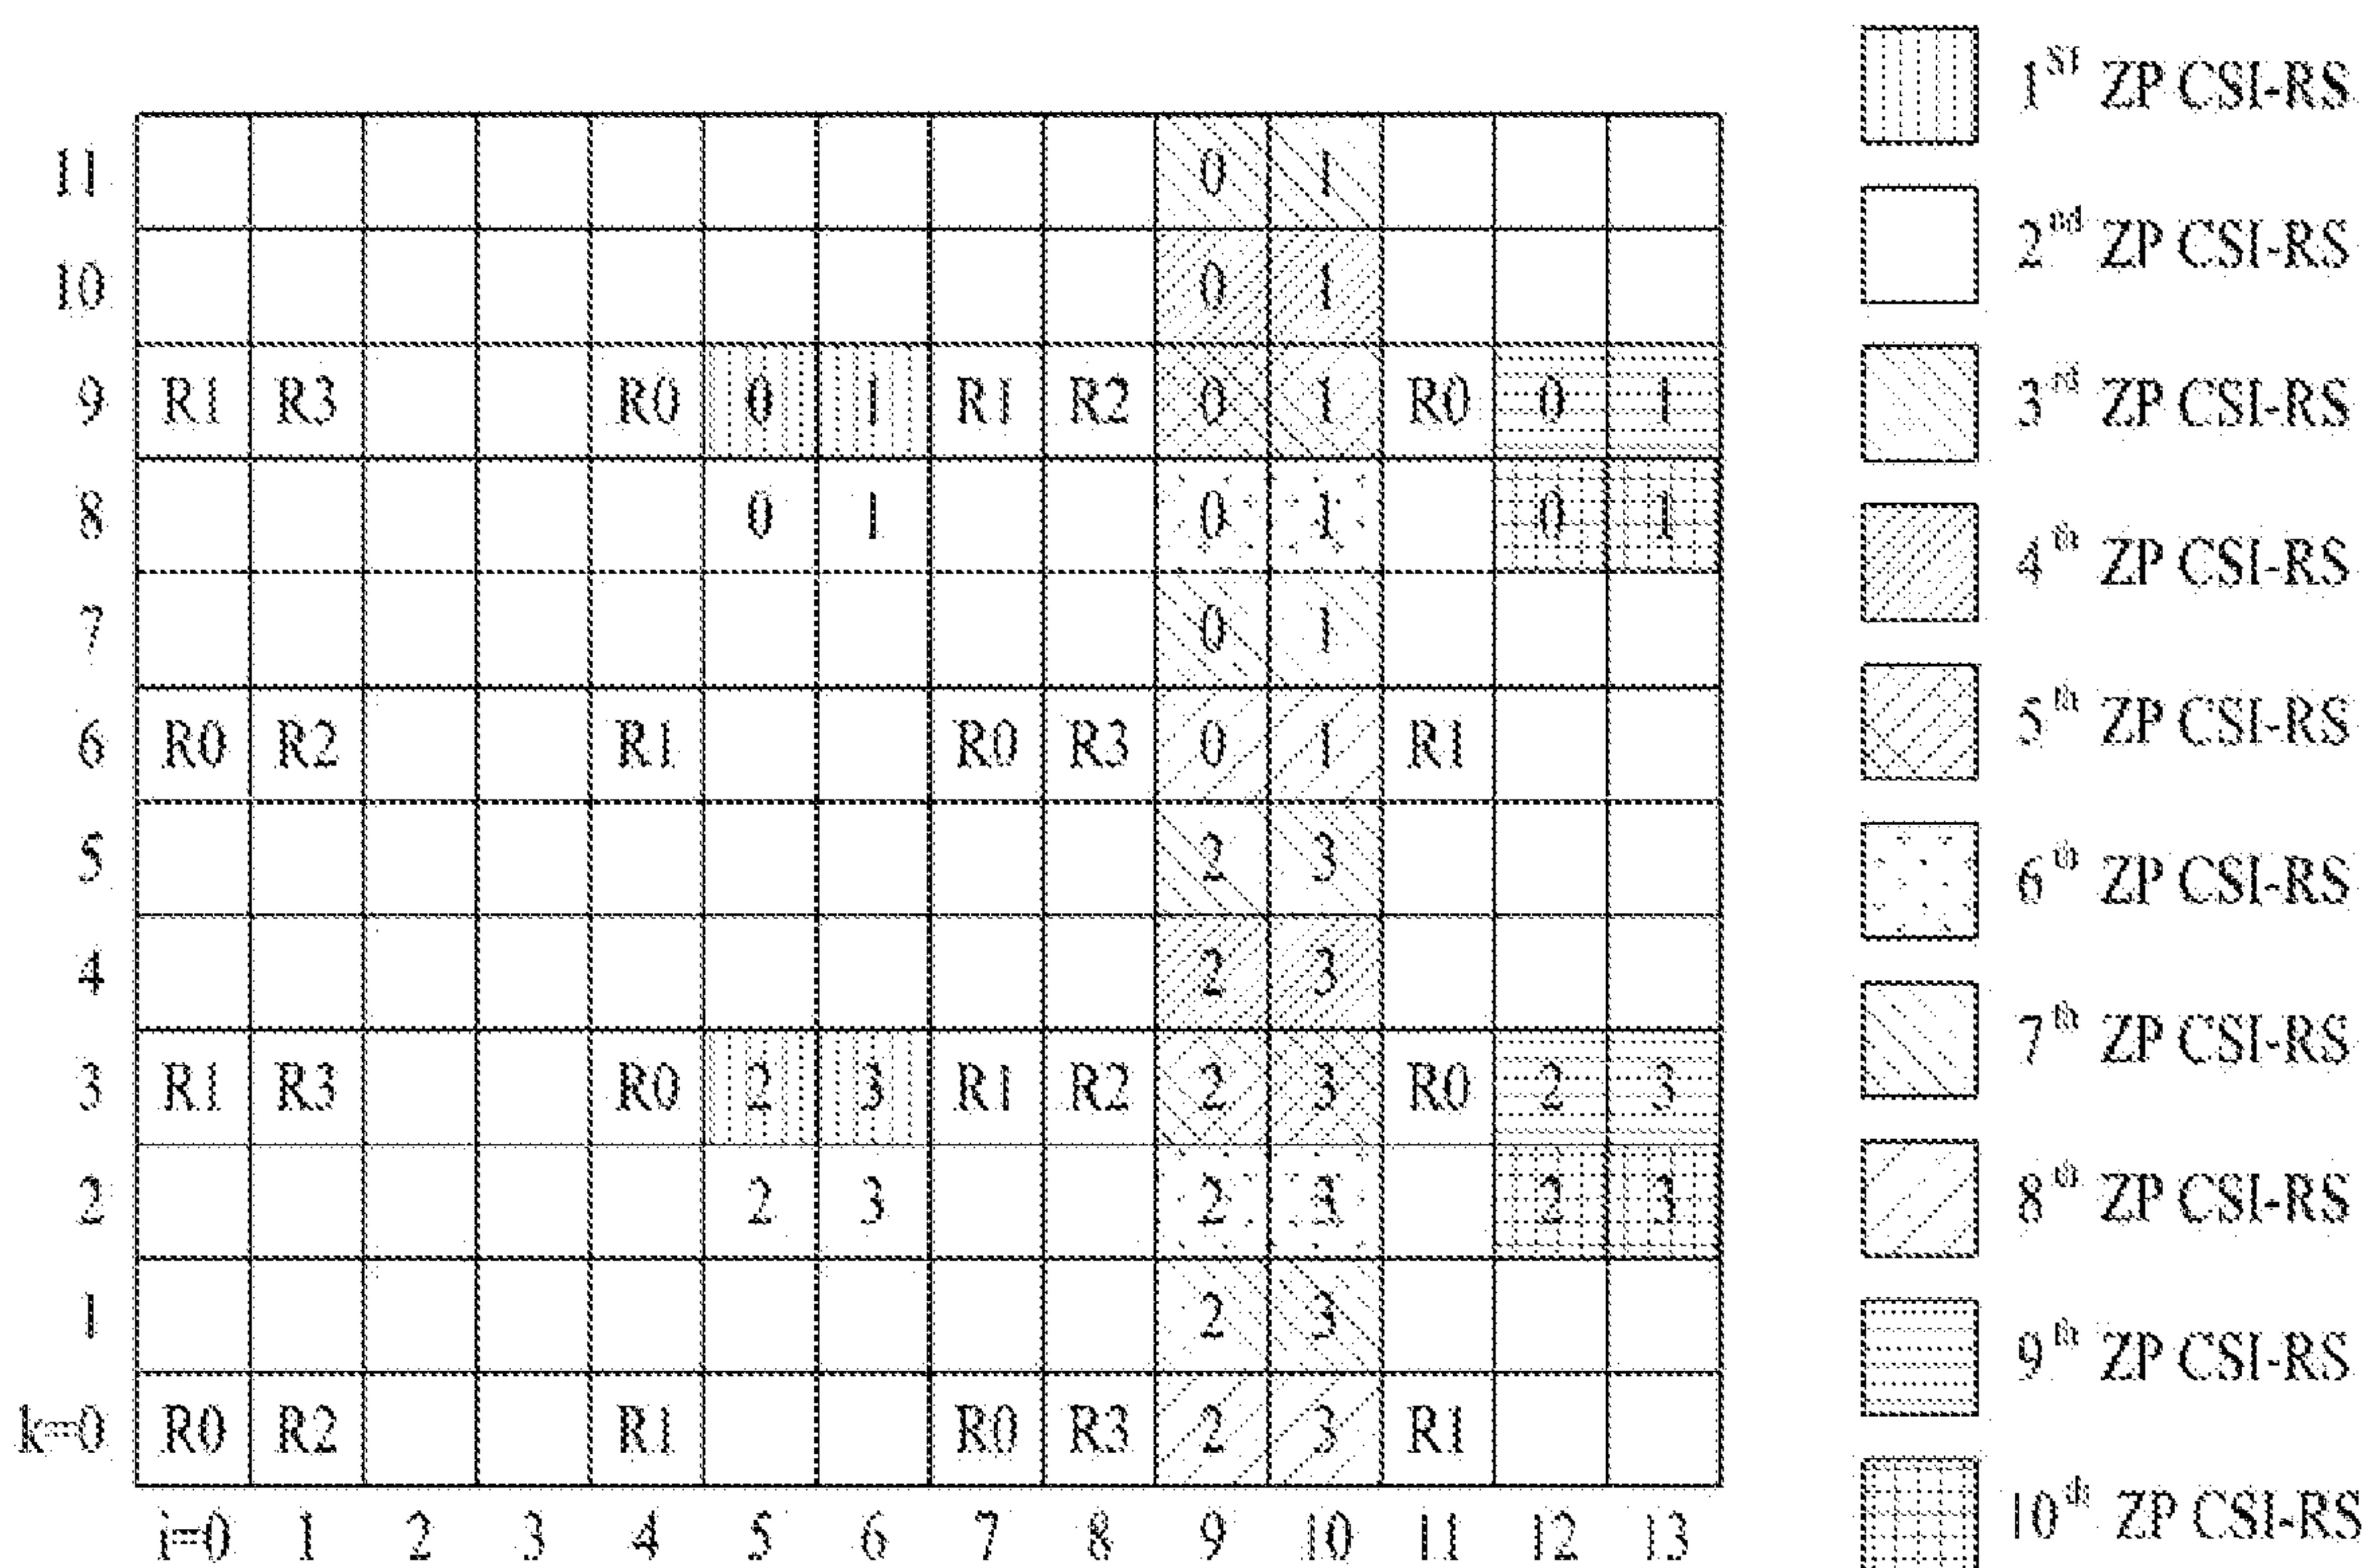 11 0 1
10 0 1
9 R1 R3 R0 0 1 R1 R2 0 1 R0 0 1
8 0 1 0 1 0 1
7 0 1
6 R0 R2 R1 R0 R3 0 1 R1
5 2 3
4 2 3
3 R1 R3 R0 2 3 R1 R2 2 3 R0 2 3
2 2 3 2 3 2 3
1 2 3
k=0 R0 R2 R1 R0 R3 2 3 R1
i=0 1 2 3 4 5 6 7 8 9 10 11 12 13
1ST ZP CSI-RS
2nd ZP CSI-RS
3rd ZP CSI-RS
4th ZP CSI-RS
5th ZP CSI-RS
6th ZP CSI-RS
7th ZP CSI-RS
8th ZP CSI-RS
9th ZP CSI-RS
10th ZP CSI-RS